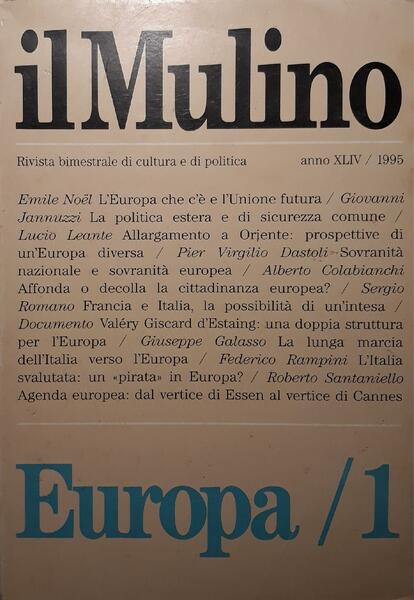 il Mulino
Rivista bimestrale di cultura e di politica anno XLIV / 1995
Emile Noël L'Europa che c'è e l'Unione futura / Giovanni
Jannuzzi La politica estera e di sicurezza comune /
Lucio Leante Allargamento a Oriente: prospettive di
un'Europa diversa / Pier Virgilio Dastoli Sovranità
nazionale e sovranità europea / Alberto Colabianchi
Affonda o decolla la cittadinanza europea? / Sergio
Romano Francia e Italia, la possibilità di un'intesa /
Documento Valéry Giscard d'Estaing: una doppia struttura
per l'Europa / Giuseppe Galasso La lunga marcia
dell'Italia verso l'Europa / Federico Rampini L'Italia
svalutata: un «pirata» in Europa? / Roberto Santaniello
Agenda europea: dal vertice di Essen al vertice di Cannes
Europa /1